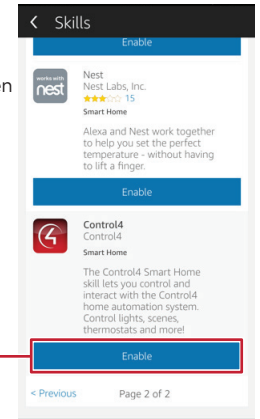 < Skills
Enable
en
works with
nest
Nest
Nest Labs, Inc.
15
Smart Home
Alexa and Nest work together
to help you set the perfect
temperature - without having
to lift a finger.
Enable
Control4
Control4
Smart Home
The Control4 Smart Home
skill lets you control and
interact with the Control4
home automation system.
Control lights, scenes,
thermostats and more!
Enable
< Previous Page 2 of 2